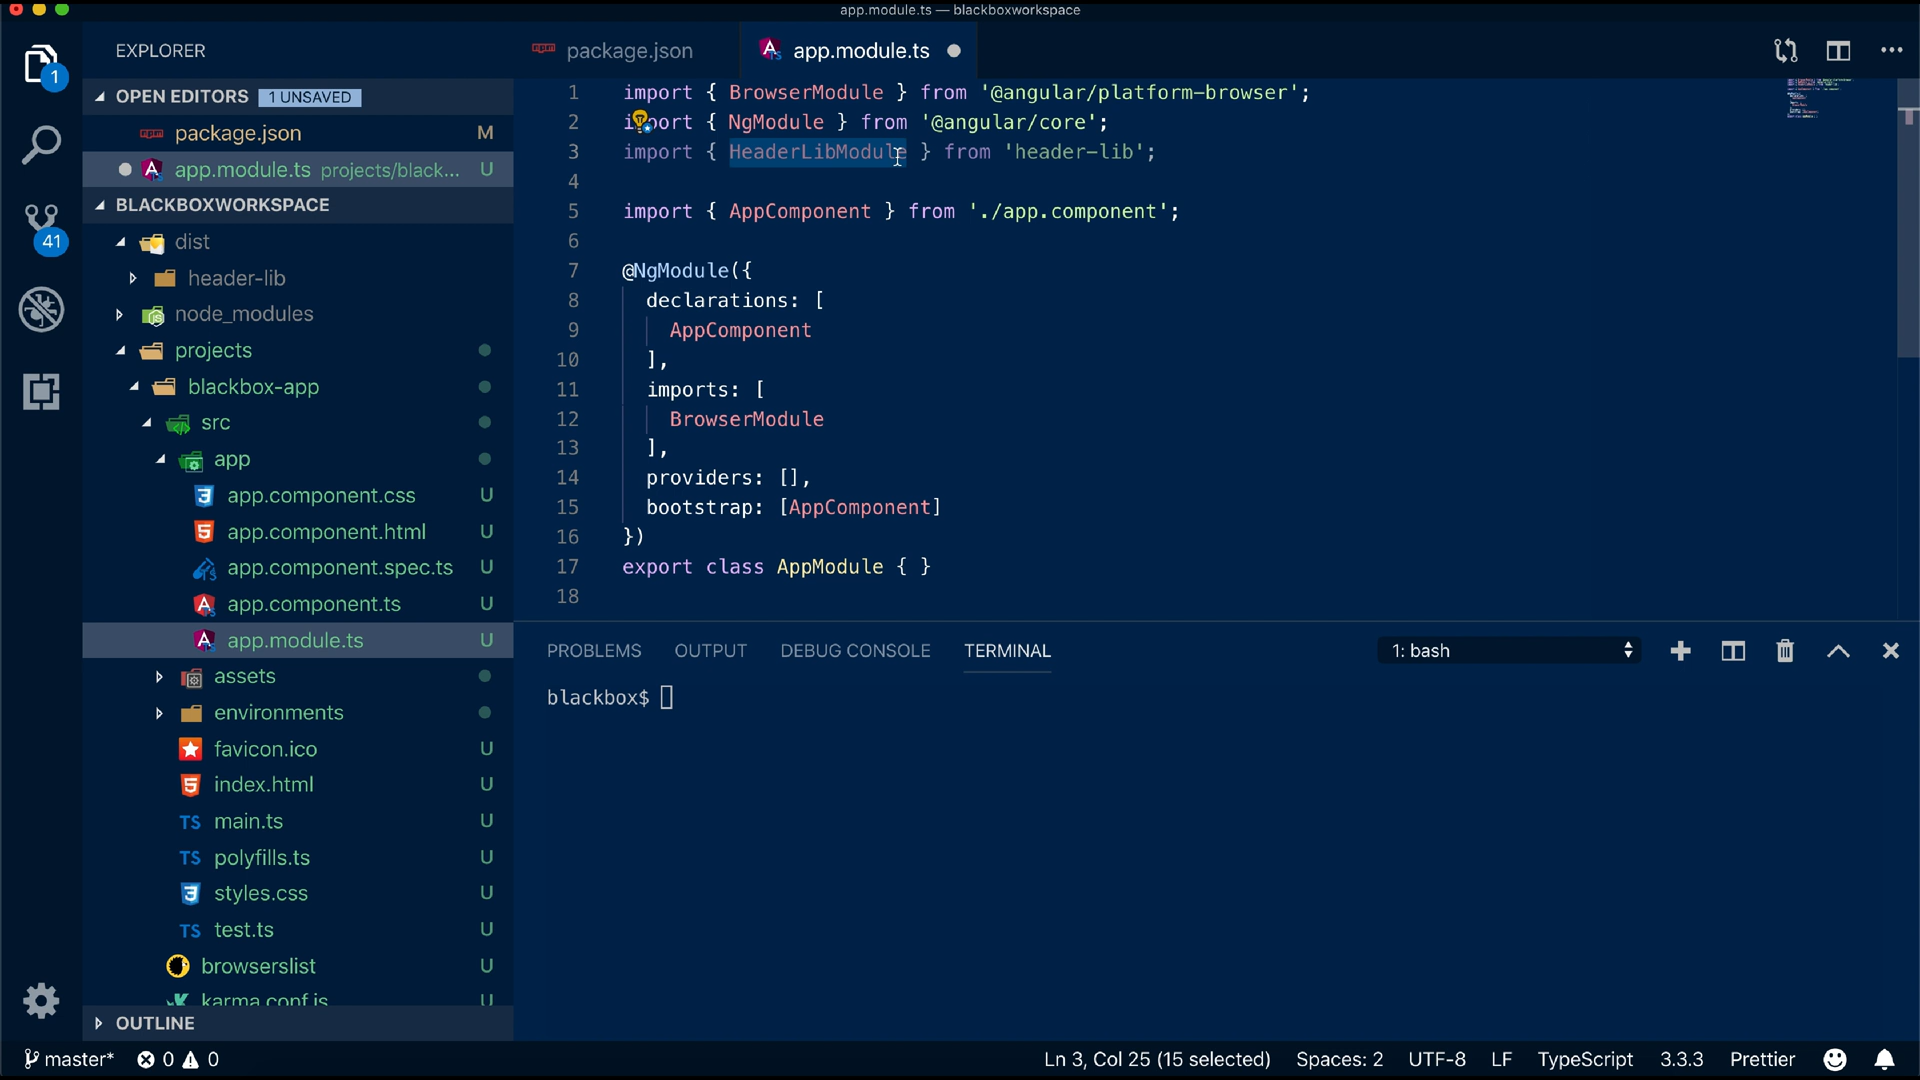 app.module.ts — blackboxworkspace
EXPLORER
package.json
app.module.ts
1
OPEN EDITORS 1 UNSAVED
package.json M
app.module.ts projects/black... U
BLACKBOXWORKSPACE
41
dist
header-lib
node_modules
projects
blackbox-app
src
app
app.component.css U
app.component.html U
app.component.spec.ts U
app.component.ts U
app.module.ts U
assets
environments
favicon.ico U
index.html U
TS main.ts U
TS polyfills.ts U
styles.css U
TS test.ts U
browserslist U
karma.conf.js U
OUTLINE
1 import { BrowserModule } from '@angular/platform-browser';
2 import { NgModule } from '@angular/core';
3 import { HeaderLibModule } from 'header-lib';
4
5 import { AppComponent } from './app.component';
6
7 @NgModule({
8 declarations: [
9 AppComponent
10 ],
11 imports: [
12 BrowserModule
13 ],
14 providers: [],
15 bootstrap: [AppComponent]
16 })
17 export class AppModule { }
18
PROBLEMS OUTPUT DEBUG CONSOLE TERMINAL 1: bash
blackbox$
master* 0 0 Ln 3, Col 25 (15 selected) Spaces: 2 UTF-8 LF TypeScript 3.3.3 Prettier